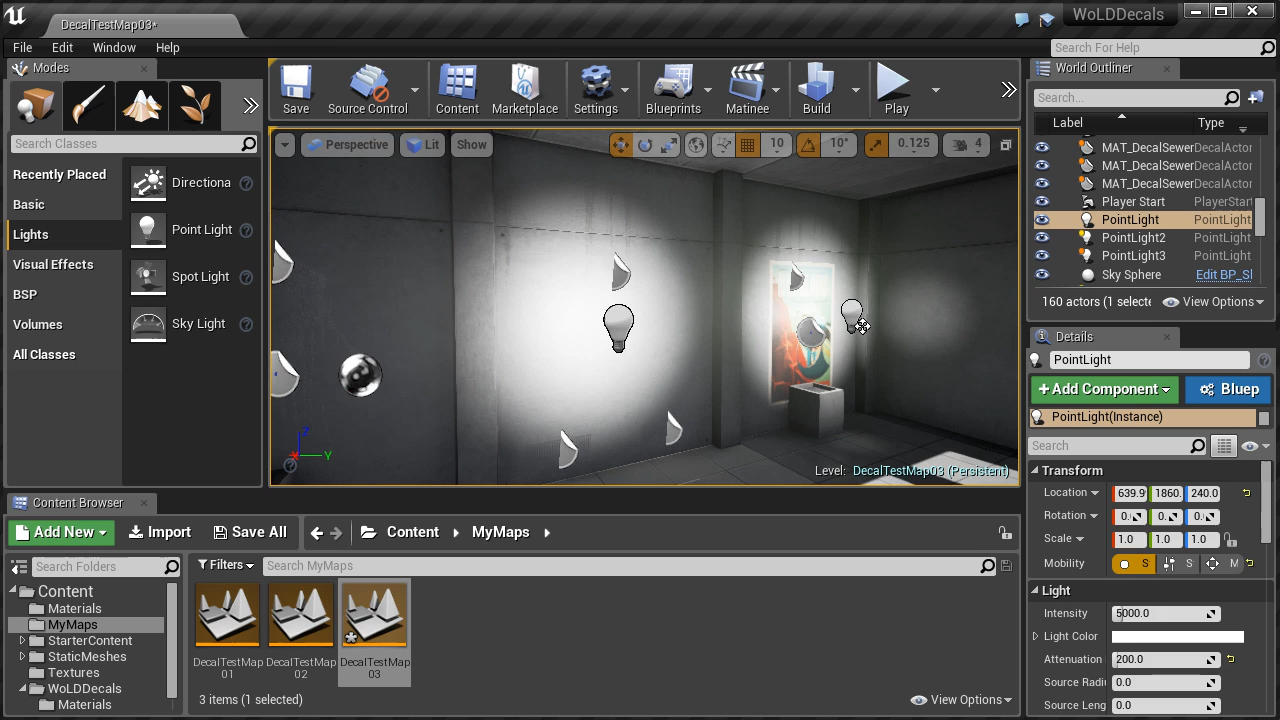 DecalTestMap03*
WoLDDecals
File Edit Window Help
Search For Help
Modes
Search Classes
Recently Placed
Basic
Lights
Visual Effects
BSP
Volumes
All Classes
Directiona
Point Light
Spot Light
Sky Light
Save
Source Control
Content
Marketplace
Settings
Blueprints
Matinee
Build
Play
Perspective
Lit
Show
10
10°
0.125
4
X
Y
Z
Level: DecalTestMap03 (Persistent)
World Outliner
Search...
Label Type
MAT_DecalSewer DecalActor
MAT_DecalSewer DecalActor
MAT_DecalSewer DecalActor
Player Start PlayerStart
PointLight PointLight
PointLight2 PointLight
PointLight3 PointLight
Sky Sphere Edit BP_Sl
160 actors (1 selecte
View Options
Details
PointLight
+Add Component
Bluep
PointLight(Instance)
Search
Transform
Location 639.9 1860. 240.0
Rotation 0. 0. 0.
Scale 1.0 1.0 1.0
Mobility S S M
Light
Intensity 5000.0
Light Color
Attenuation 200.0
Source Radi 0.0
Source Leng 0.0
Content Browser
Add New
Import
Save All
Content
MyMaps
Search Folders
Content
Materials
MyMaps
StarterContent
StaticMeshes
Textures
WoLDDecals
Materials
Filters
Search MyMaps
DecalTestMap
01
DecalTestMap
02
DecalTestMap
03
3 items (1 selected)
View Options